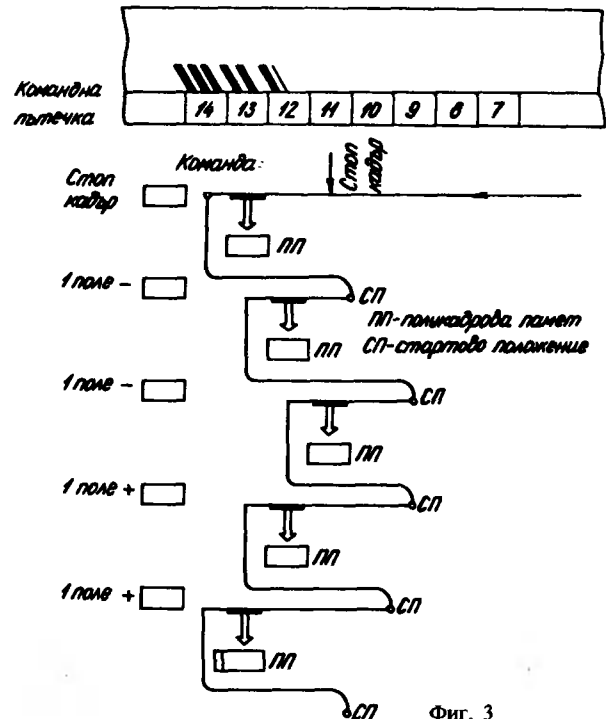 Командна пътечка
14 13 12 11 10 9 8 7
Команда:
Стоп кадър
Стоп кадър
ПП
1 поле -
СП
ПП-поликадрова памет
СП-стартово положение
ПП
1 поле -
СП
ПП
1 поле +
СП
ПП
1 поле +
СП
ПП
СП
Фиг. 3